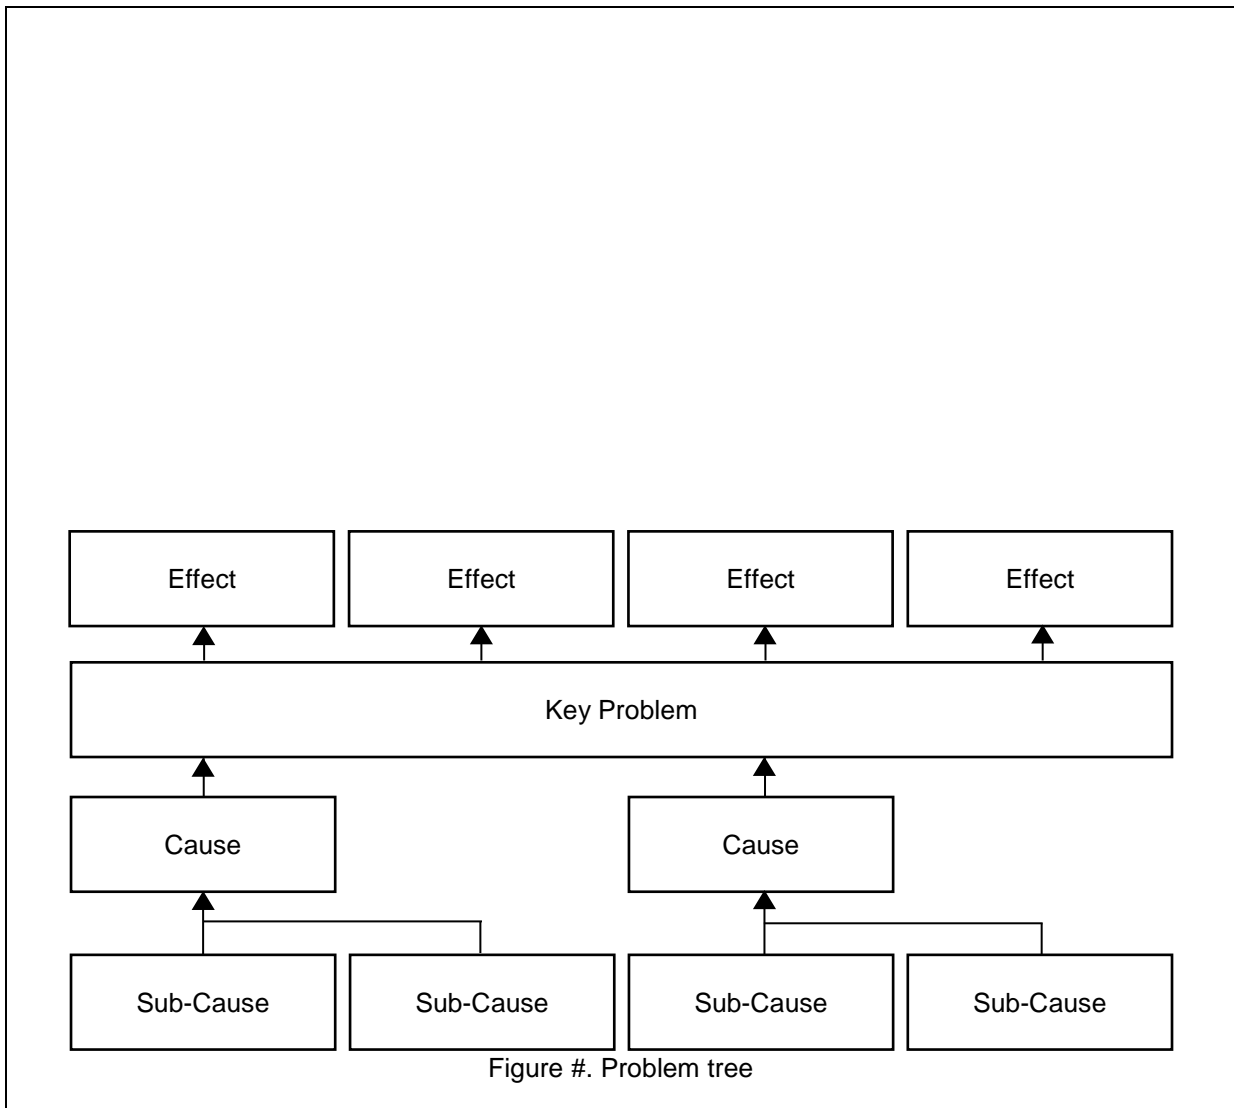 Effect Effect Effect Effect
Key Problem
Cause Cause
Sub-Cause Sub-Cause Sub-Cause Sub-Cause
Figure #. Problem tree